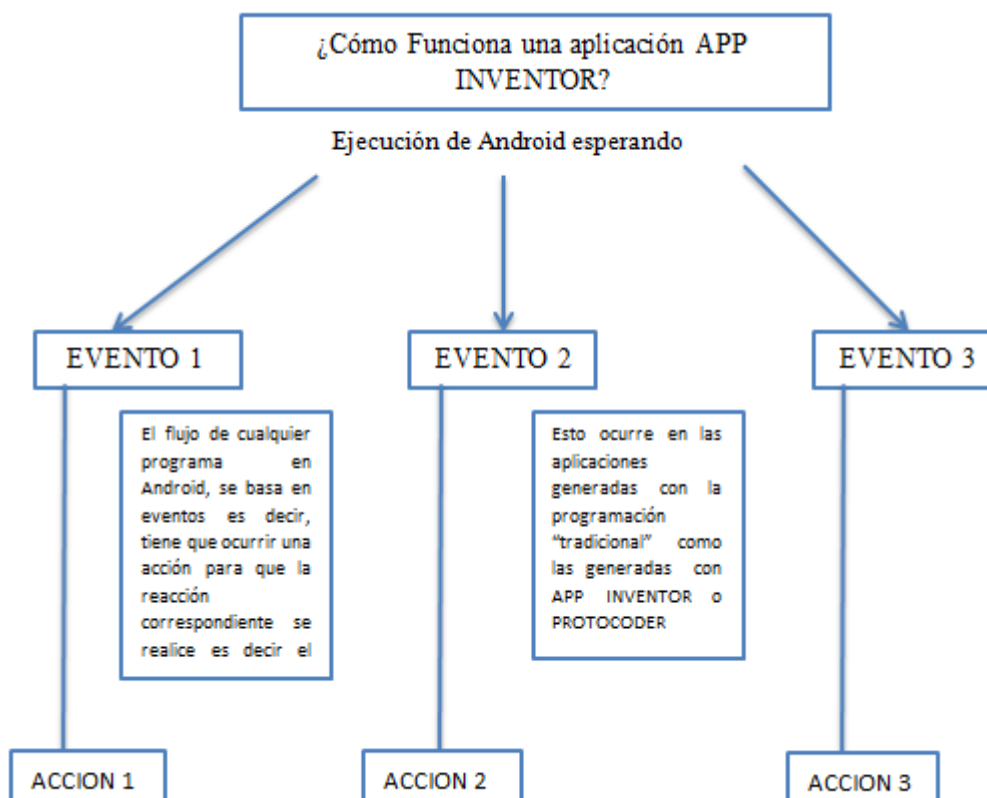 ¿Cómo Funciona una aplicación APP
INVENTOR?
Ejecución de Android esperando
EVENTO 1
EVENTO 2
EVENTO 3
El flujo de cualquier
programa en
Android, se basa en
eventos es decir,
tiene que ocurrir una
acción para que la
reacción
correspondiente se
realice es decir el
Esto ocurre en las
aplicaciones
generadas con la
programación
“tradicional” como
las generadas con
APP INVENTOR o
PROTOCODER
ACCION 1
ACCION 2
ACCION 3